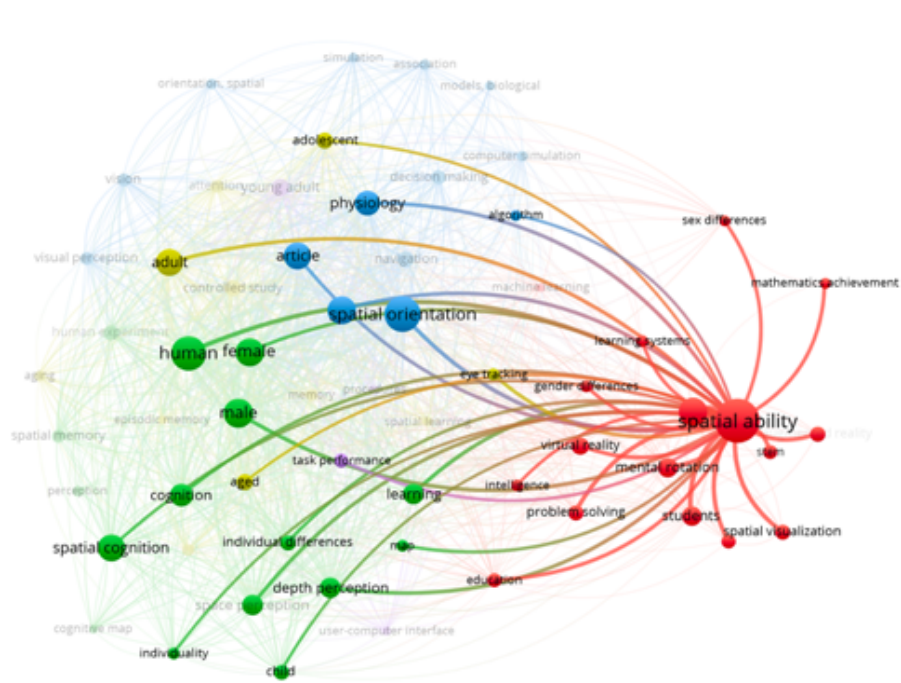 simulation
association
orientation, spatial
models, biological
adolescent
computer simulation
vision
attention
young adult
decision making
physiology
algorithm
sex differences
visual perception
adult
article
navigation
controlled study
machine learning
mathematics achievement
spatial orientation
human experiment
human
female
learning systems
aging
eye tracking
gender differences
memory
male
episodic memory
spatial learning
spatial ability
spatial memory
reality
virtual reality
stem
task performance
mental rotation
perception
cognition
aged
learning
intelligence
problem solving
students
spatial cognition
individual differences
map
spatial visualization
depth perception
education
space perception
cognitive map
user-computer interface
individuality
child